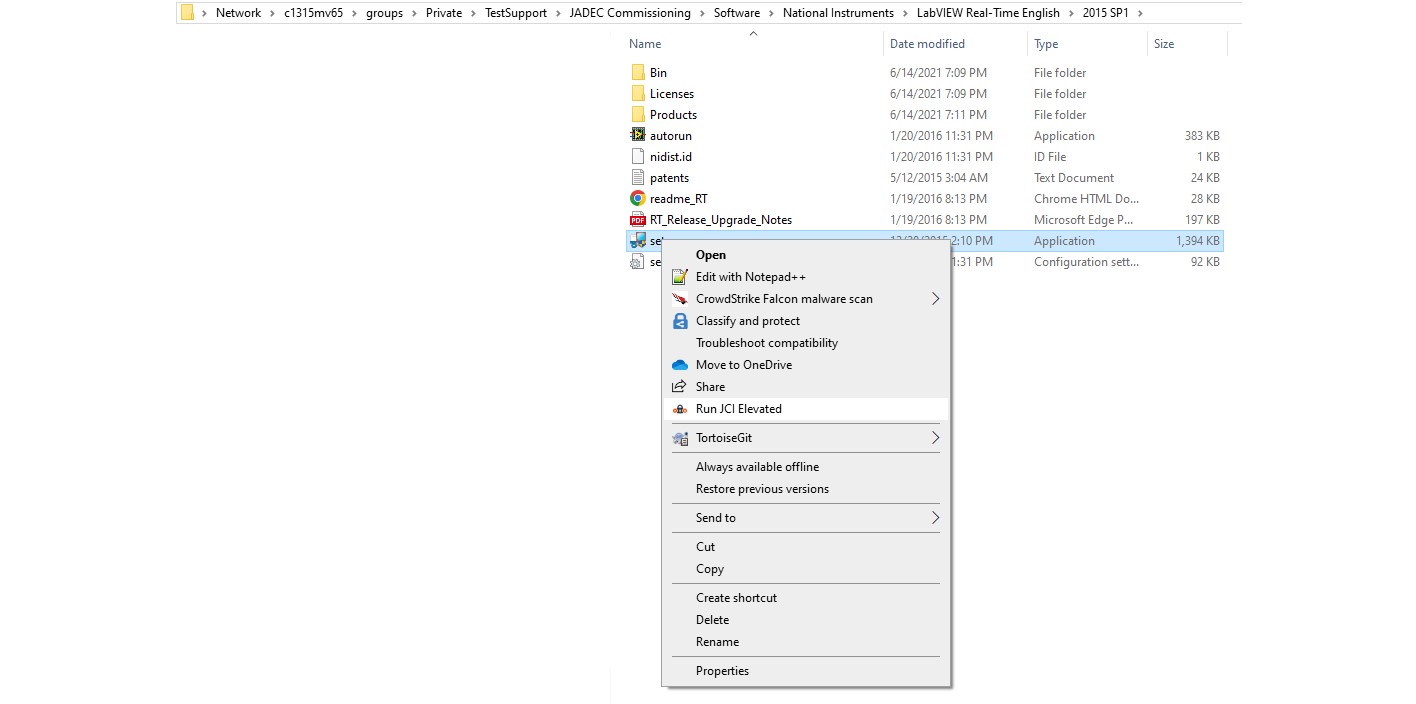 Network > c1315mv65 > groups > Private > TestSupport > JADEC Commissioning > Software > National Instruments > LabVIEW Real-Time English > 2015 SP1 >
Name Date modified Type Size
Bin 6/14/2021 7:09 PM File folder
Licenses 6/14/2021 7:09 PM File folder
Products 6/14/2021 7:11 PM File folder
autorun 1/20/2016 11:31 PM Application 383 KB
nidist.id 1/20/2016 11:31 PM ID File 1 KB
patents 5/12/2015 3:04 AM Text Document 24 KB
readme_RT 1/19/2016 8:13 PM Chrome HTML Do... 28 KB
PDF RT_Release_Upgrade_Notes 1/19/2016 8:13 PM Microsoft Edge P... 197 KB
2:10 PM Application 1,394 KB
1:31 PM Configuration sett... 92 KB
Open
Edit with Notepad++
CrowdStrike Falcon malware scan
Classify and protect
Troubleshoot compatibility
Move to OneDrive
Share
Run JCI Elevated
TortoiseGit
Always available offline
Restore previous versions
Send to
Cut
Copy
Create shortcut
Delete
Rename
Properties